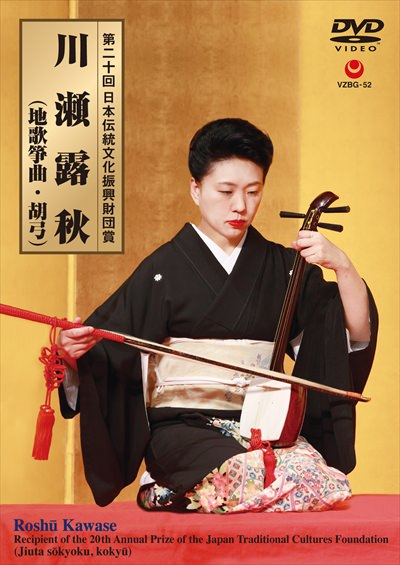 第二十回 日本伝統文化振興財団賞
川瀬露秋
(地歌箏曲・胡弓)
DVD
VIDEO
VZBG-52
Roshū Kawase
Recipient of the 20th Annual Prize of the Japan Traditional Cultures Foundation
(Jiuta sōkyoku, kokyū)